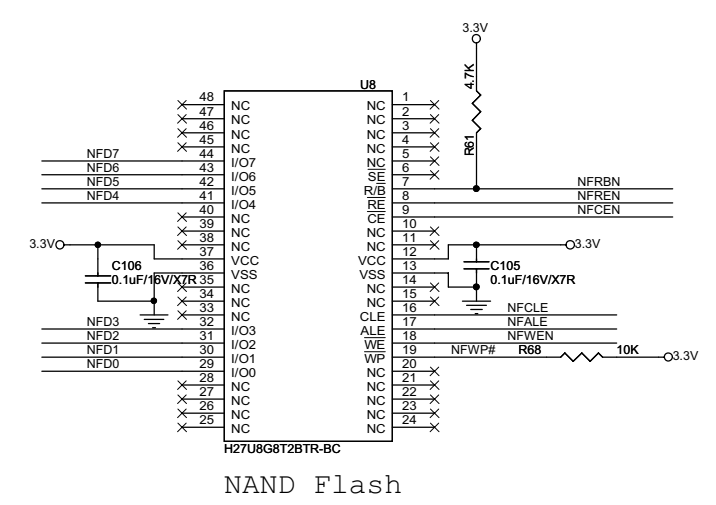 3.3V
4.7K
R61
U8
48 NC NC 1
47 NC NC 2
46 NC NC 3
45 NC NC 4
NFD7 44 I/O7 NC 5
NFD6 43 I/O6 SE 6
NFD5 42 I/O5 R/B 7 NFRBN
NFD4 41 I/O4 RE 8 NFREN
40 NC CE 9 NFCEN
39 NC NC 10
38 NC NC 11
3.3V 37 VCC VCC 12 3.3V
C106 36 VSS VSS 13 C105
0.1uF/16V/X7R 35 NC NC 14 0.1uF/16V/X7R
34 NC NC 15
33 NC CLE 16 NFCLE
NFD3 32 I/O3 ALE 17 NFALE
NFD2 31 I/O2 WE 18 NFWEN
NFD1 30 I/O1 WP 19 NFWP# R68 10K 3.3V
NFD0 29 I/O0 NC 20
28 NC NC 21
27 NC NC 22
26 NC NC 23
25 NC NC 24
H27U8G8T2BTR-BC
NAND Flash